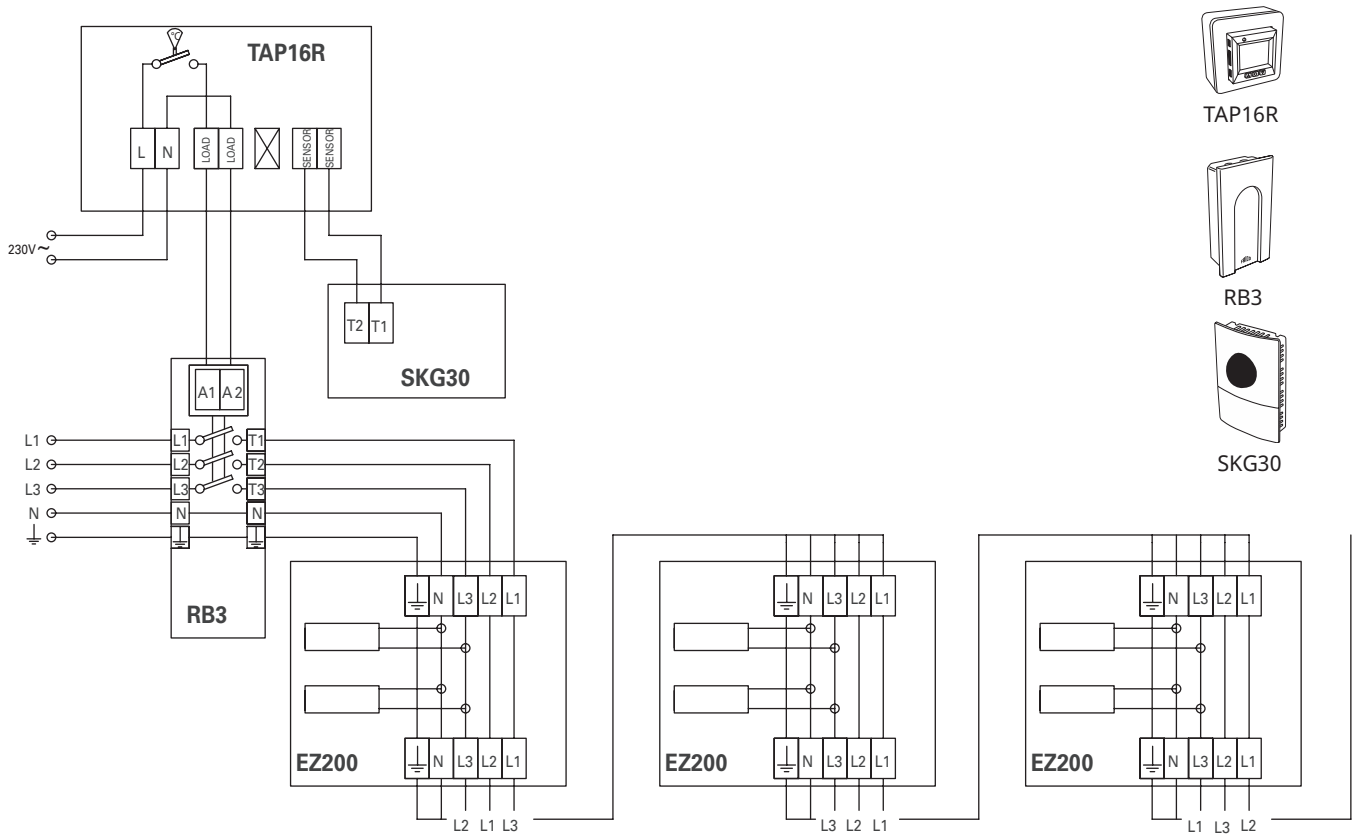 °C
TAP16R
L N LOAD LOAD SENSOR SENSOR
230V~
T2 T1
SKG30
A1 A2
L1 L1 T1
L2 L2 T2
L3 L3 T3
N N N
RB3
N L3 L2 L1
EZ200
N L3 L2 L1
L2 L1 L3
N L3 L2 L1
EZ200
N L3 L2 L1
L3 L2 L1
N L3 L2 L1
EZ200
N L3 L2 L1
L1 L3 L2
TAP16R
RB3
SKG30